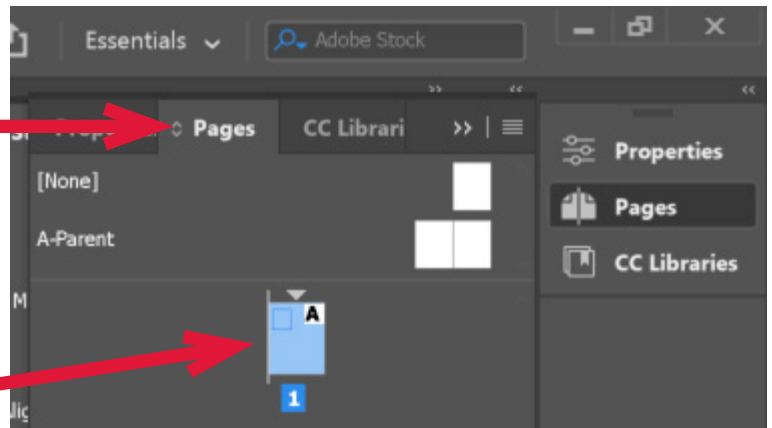 Essentials
Adobe Stock
Pages CC Librari
[None]
A-Parent
A
1
Properties
Pages
CC Libraries